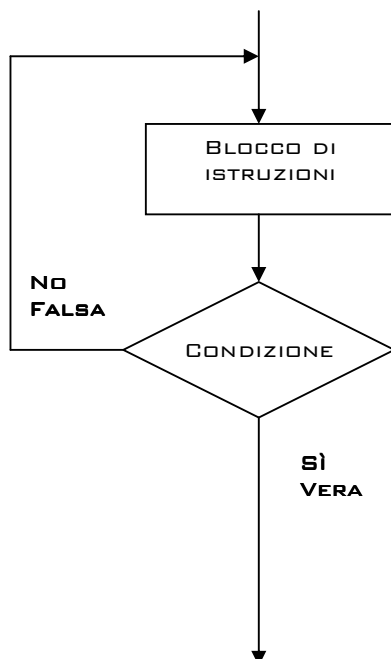 Blocco di
istruzioni
No
Falsa
Condizione
Sì
Vera